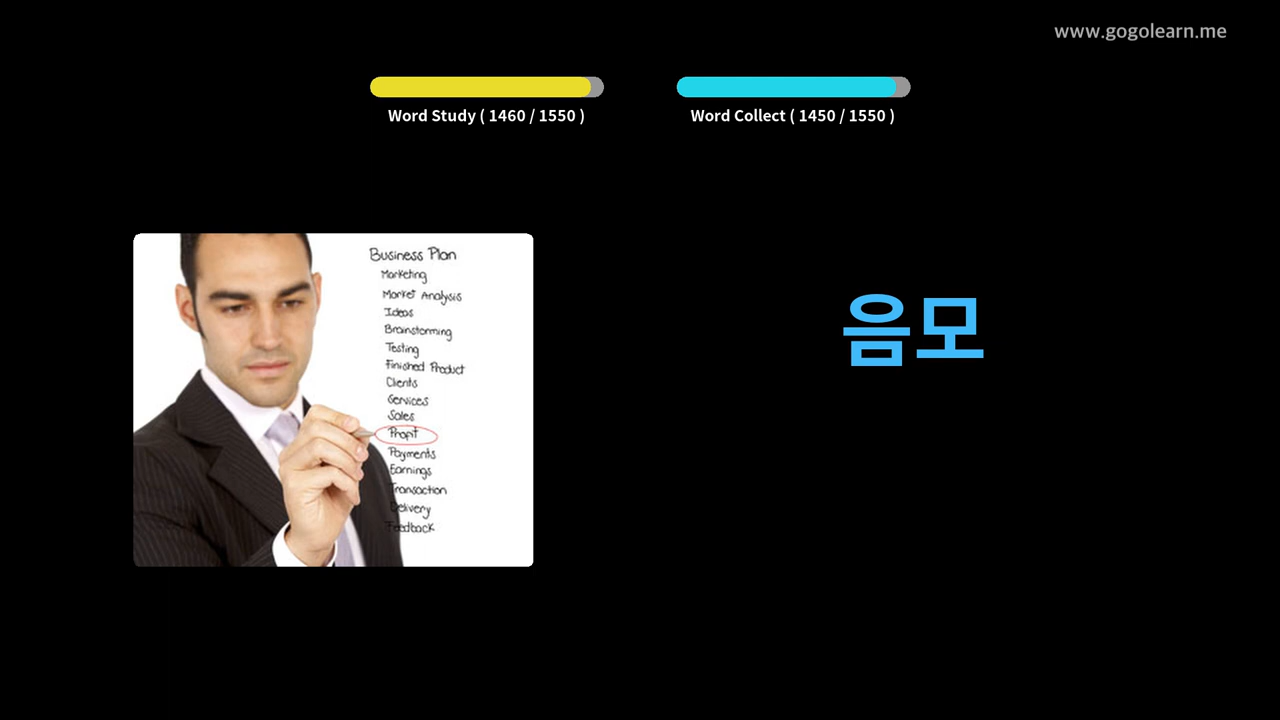 www.gogolearn.me
Word Study ( 1460 / 1550 )
Word Collect ( 1450 / 1550 )
Business Plan
Marketing
Market Analysis
Ideas
Brainstorming
Testing
Finished Product
Clients
Services
Sales
Profit
Payments
Earnings
Transaction
Delivery
Feedback
음모